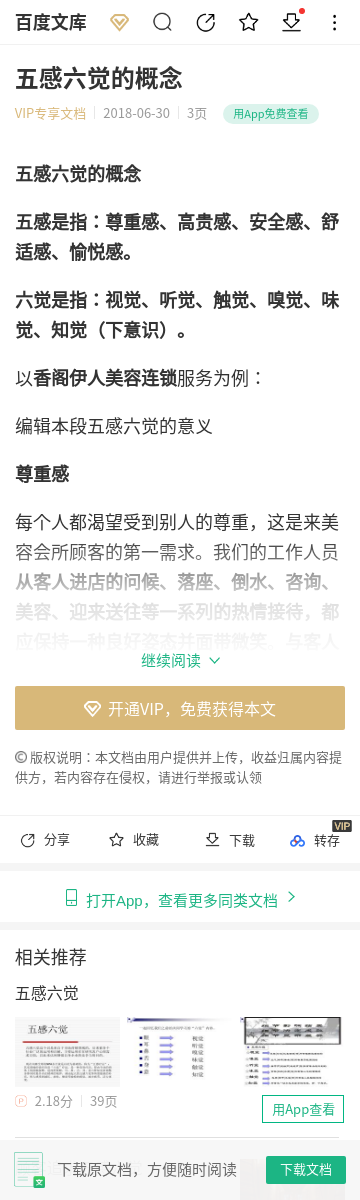 百度文库
五感六觉的概念
VIP专享文档 2018-06-30 3页 用App免费查看
五感六觉的概念
五感是指：尊重感、高贵感、安全感、舒
适感、愉悦感。
六觉是指：视觉、听觉、触觉、嗅觉、味
觉、知觉（下意识）。
以香阁伊人美容连锁服务为例：
编辑本段五感六觉的意义
尊重感
每个人都渴望受到别人的尊重，这是来美
容会所顾客的第一需求。我们的工作人员
从客人进店的问候、落座、倒水、咨询、
美容、迎来送往等一系列的热情接待，都
应保持一种良好姿态并面带微笑。与客人
继续阅读
开通VIP，免费获得本文
版权说明：本文档由用户提供并上传，收益归属内容提
供方，若内容存在侵权，请进行举报或认领
分享 收藏 下载 转存 VIP
打开App，查看更多同类文档
相关推荐
五感六觉
五感六觉
视觉
听觉
嗅觉
味觉
触觉
知觉
2.18分 39页
用App查看
下载原文档，方便随时阅读 下载文档